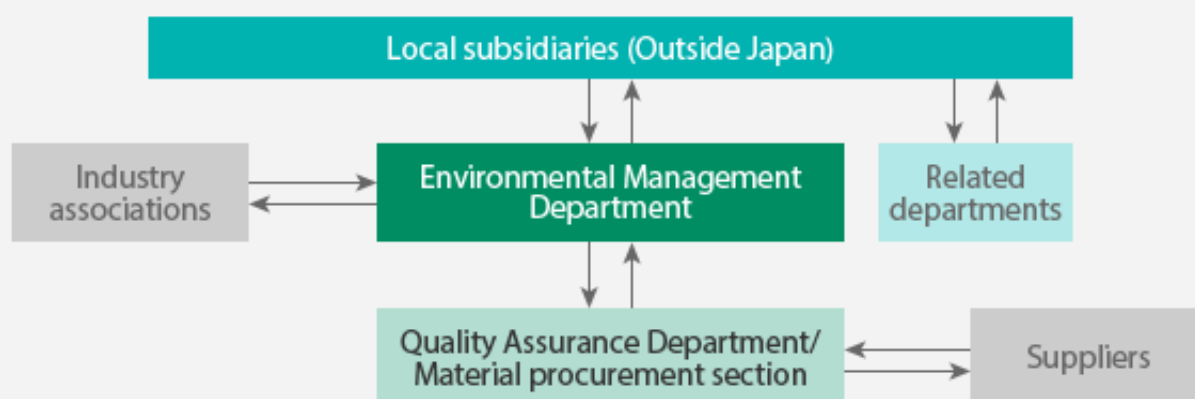 Local subsidiaries (Outside Japan)
Industry
associations
Environmental Management
Department
Related
departments
Quality Assurance Department/
Material procurement section
Suppliers